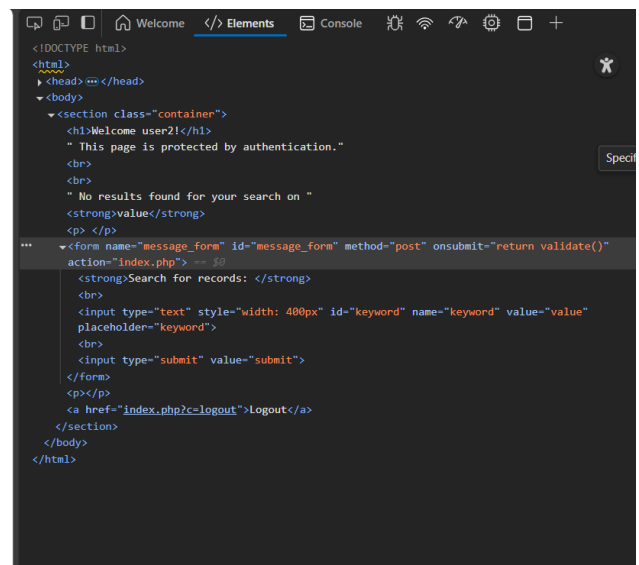 Welcome </> Elements Console
<!DOCTYPE html>
<html>
<head> ••• </head>
<body>
<section class="container">
<h1>Welcome user2!</h1>
" This page is protected by authentication."
<br>
<br>
" No results found for your search on "
<strong>value</strong>
<p> </p>
••• <form name="message_form" id="message_form" method="post" onsubmit="return validate()"
action="index.php"> == $0
<strong>Search for records: </strong>
<br>
<input type="text" style="width: 400px" id="keyword" name="keyword" value="value"
placeholder="keyword">
<br>
<input type="submit" value="submit">
</form>
<p></p>
<a href="index.php?c=logout">Logout</a>
</section>
</body>
</html>
Specif